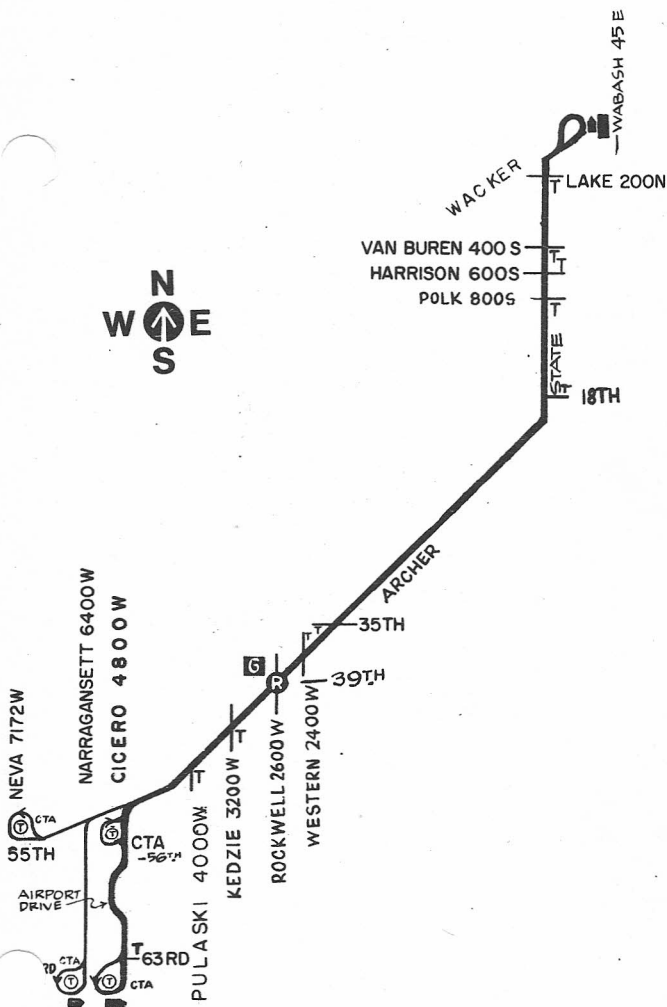 WABASH 45 E
LAKE 200N
WACKER
VAN BUREN 400 S
HARRISON 600S
POLK 800S
T
T
T
T
N
W E
S
STATE
T
18TH
ARCHER
35TH
T
T
39TH
G
R
WESTERN 2400W
ROCKWELL 2600W
KEDZIE 3200W
T
PULASKI 4000W
T
CICERO 4800W
NARRAGANSETT 6400W
NEVA 7172W
T
CTA
55TH
T
CTA
-56TH
AIRPORT
DRIVE
T
63RD
RD
CTA
T
T
CTA